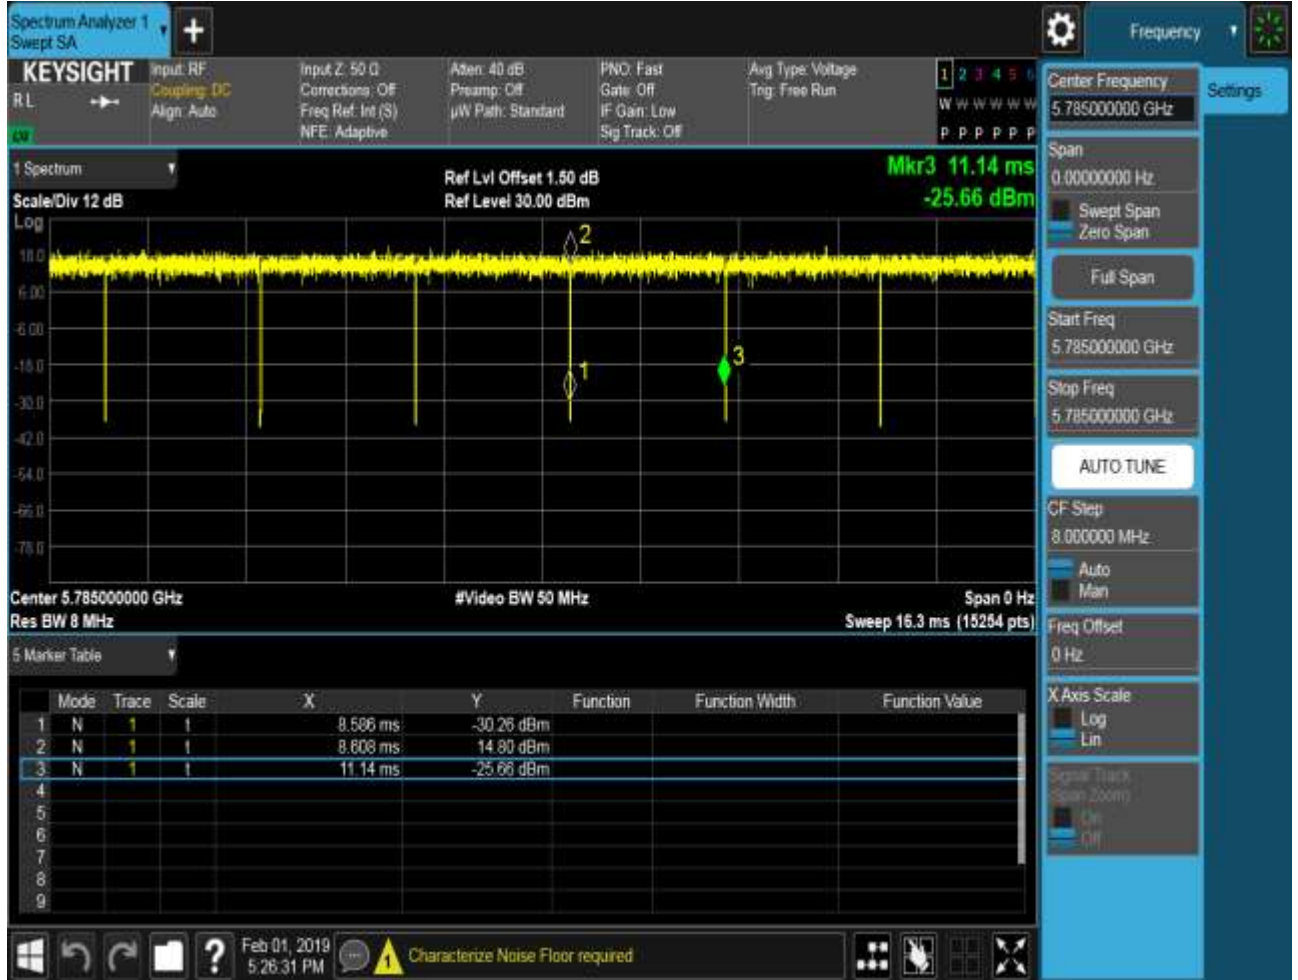 Spectrum Analyzer 1
Swept SA
+
Frequency
KEYSIGHT
RL
Input: RF
Coupling: DC
Align: Auto
Input Z: 50 Ω
Corrections: Off
Freq Ref: Int (S)
NFE: Adaptive
Atten: 40 dB
Preamp: Off
µW Path: Standard
PNO: Fast
Gate: Off
IF Gain: Low
Sig Track: Off
Avg Type: Voltage
Trig: Free Run
1 2 3 4 5 6
W W W W W W
P P P P P P
Settings
Center Frequency
5.785000000 GHz
Span
0.00000000 Hz
Swept Span
Zero Span
Full Span
Start Freq
5.785000000 GHz
Stop Freq
5.785000000 GHz
AUTO TUNE
CF Step
8.000000 MHz
Auto
Man
Freq Offset
0 Hz
X Axis Scale
Log
Lin
Signal Track
(Span Zoom)
On
Off
1 Spectrum
Scale/Div 12 dB
Ref Lvl Offset 1.50 dB
Ref Level 30.00 dBm
Mkr3 11.14 ms
-25.66 dBm
Log
18.0
6.00
-6.00
-18.0
-30.0
-42.0
-54.0
-66.0
-78.0
2
1
3
Center 5.785000000 GHz
#Video BW 50 MHz
Span 0 Hz
Res BW 8 MHz
Sweep 16.3 ms (15254 pts)
5 Marker Table
Mode Trace Scale X Y Function Function Width Function Value
1 N 1 t 8.586 ms -30.26 dBm
2 N 1 t 8.608 ms 14.80 dBm
3 N 1 t 11.14 ms -25.66 dBm
4
5
6
7
8
9
?
Feb 01, 2019
5:26:31 PM
1
Characterize Noise Floor required